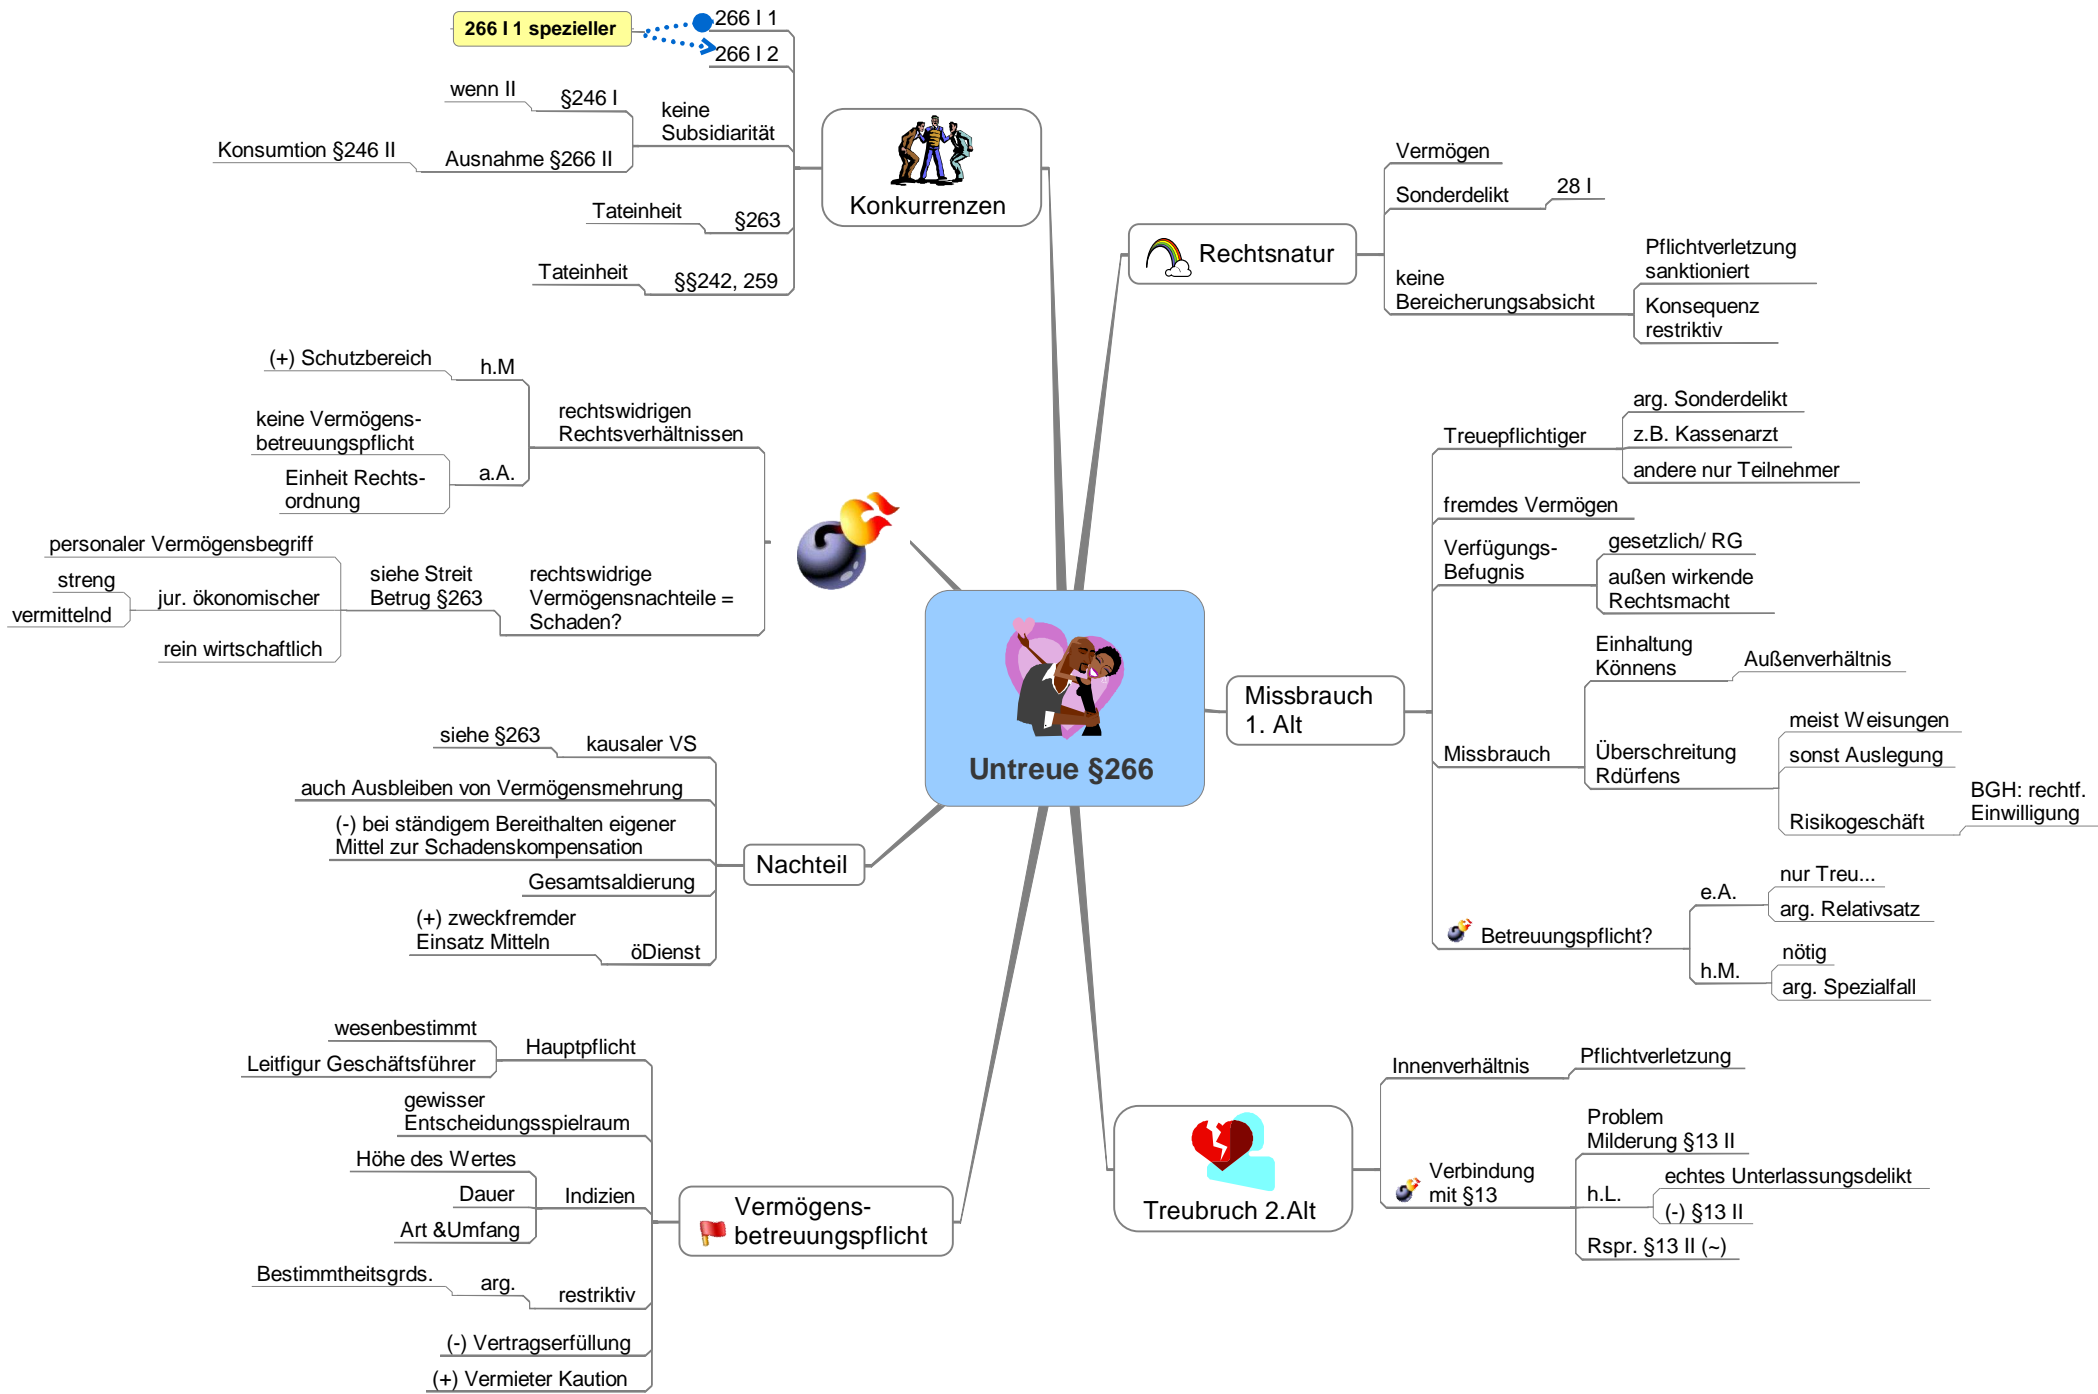 Untreue §266
Konkurrenzen
266 I 1 spezieller
266 I 1
266 I 2
keine
Subsidiarität
§246 I
wenn II
Ausnahme §266 II
Konsumtion §246 II
§263
Tateinheit
§§242, 259
Tateinheit
Rechtsnatur
Vermögen
Sonderdelikt
28 I
keine
Bereicherungsabsicht
Pflichtverletzung
sanktioniert
Konsequenz
restriktiv
rechtswidrigen
Rechtsverhältnissen
h.M
(+) Schutzbereich
a.A.
keine Vermögens-
betreuungspflicht
Einheit Rechts-
ordnung
rechtswidrige
Vermögensnachteile =
Schaden?
siehe Streit
Betrug §263
personaler Vermögensbegriff
jur. ökonomischer
streng
vermittelnd
rein wirtschaftlich
Missbrauch
1. Alt
Treuepflichtiger
arg. Sonderdelikt
z.B. Kassenarzt
andere nur Teilnehmer
fremdes Vermögen
Verfügungs-
Befugnis
gesetzlich/ RG
außen wirkende
Rechtsmacht
Missbrauch
Einhaltung
Könnens
Außenverhältnis
Überschreitung
Rdürfens
meist Weisungen
sonst Auslegung
Risikogeschäft
BGH: rechtf.
Einwilligung
Betreuungspflicht?
e.A.
nur Treu...
arg. Relativsatz
h.M.
nötig
arg. Spezialfall
Nachteil
kausaler VS
siehe §263
auch Ausbleiben von Vermögensmehrung
(-) bei ständigem Bereithalten eigener
Mittel zur Schadenskompensation
Gesamtsaldierung
öDienst
(+) zweckfremder
Einsatz Mitteln
Vermögens-
betreuungspflicht
Hauptpflicht
wesenbestimmt
Leitfigur Geschäftsführer
gewisser
Entscheidungsspielraum
Indizien
Höhe des Wertes
Dauer
Art &Umfang
restriktiv
arg.
Bestimmtheitsgrds.
(-) Vertragserfüllung
(+) Vermieter Kaution
Treubruch 2.Alt
Innenverhältnis
Pflichtverletzung
Verbindung
mit §13
Problem
Milderung §13 II
h.L.
echtes Unterlassungsdelikt
(-) §13 II
Rspr. §13 II (~)